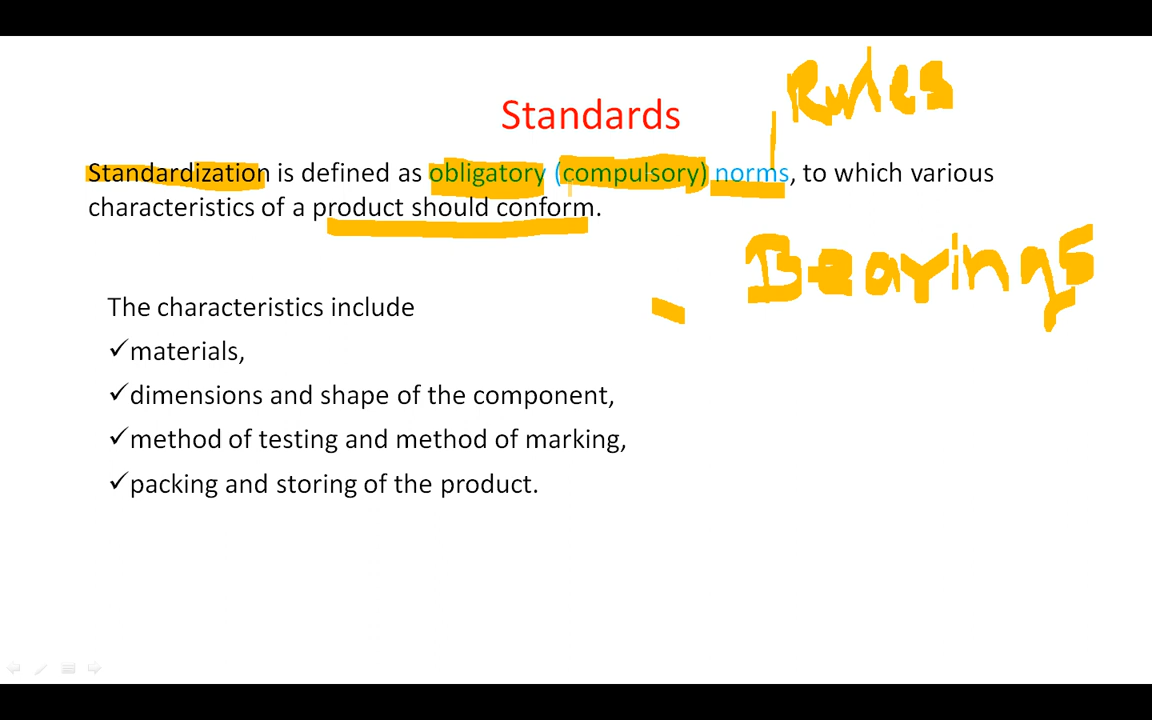 Rules
Standards
Standardization is defined as obligatory (compulsory) norms, to which various
characteristics of a product should conform.
Bearings
The characteristics include
✓materials,
✓dimensions and shape of the component,
✓method of testing and method of marking,
✓packing and storing of the product.